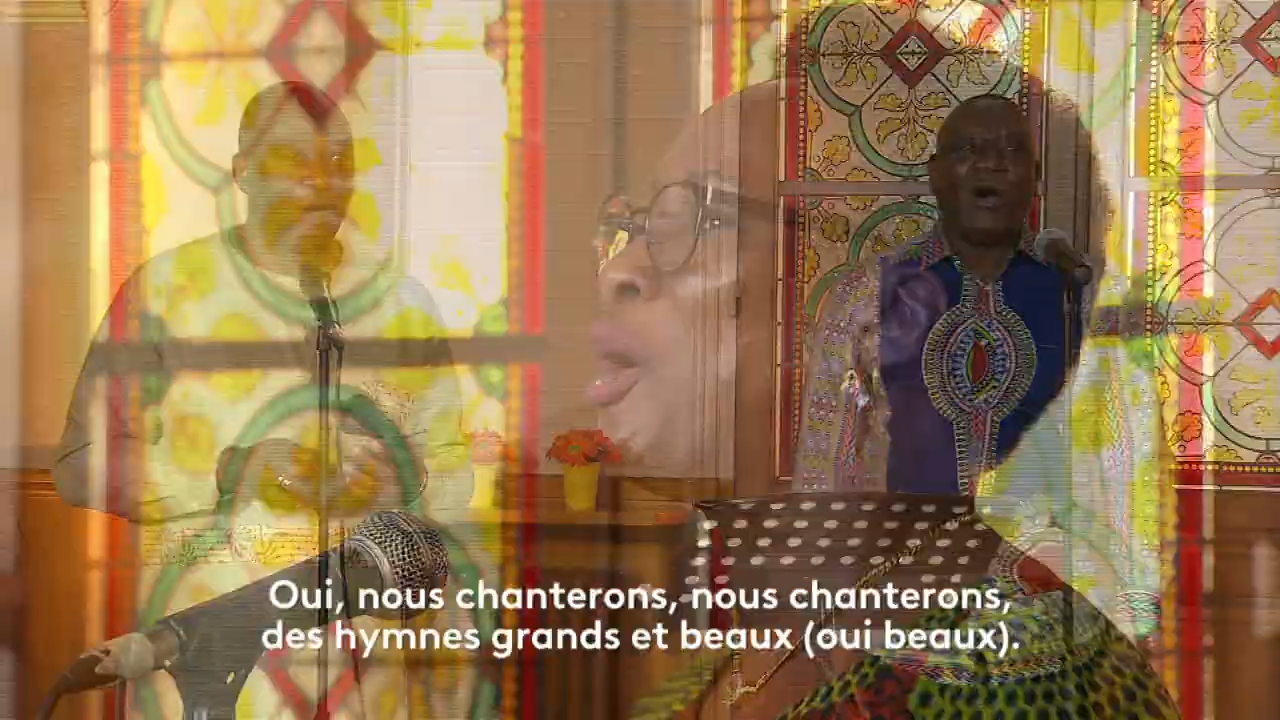 Oui, nous chanterons, nous chanterons,
des hymnes grands et beaux (oui beaux).